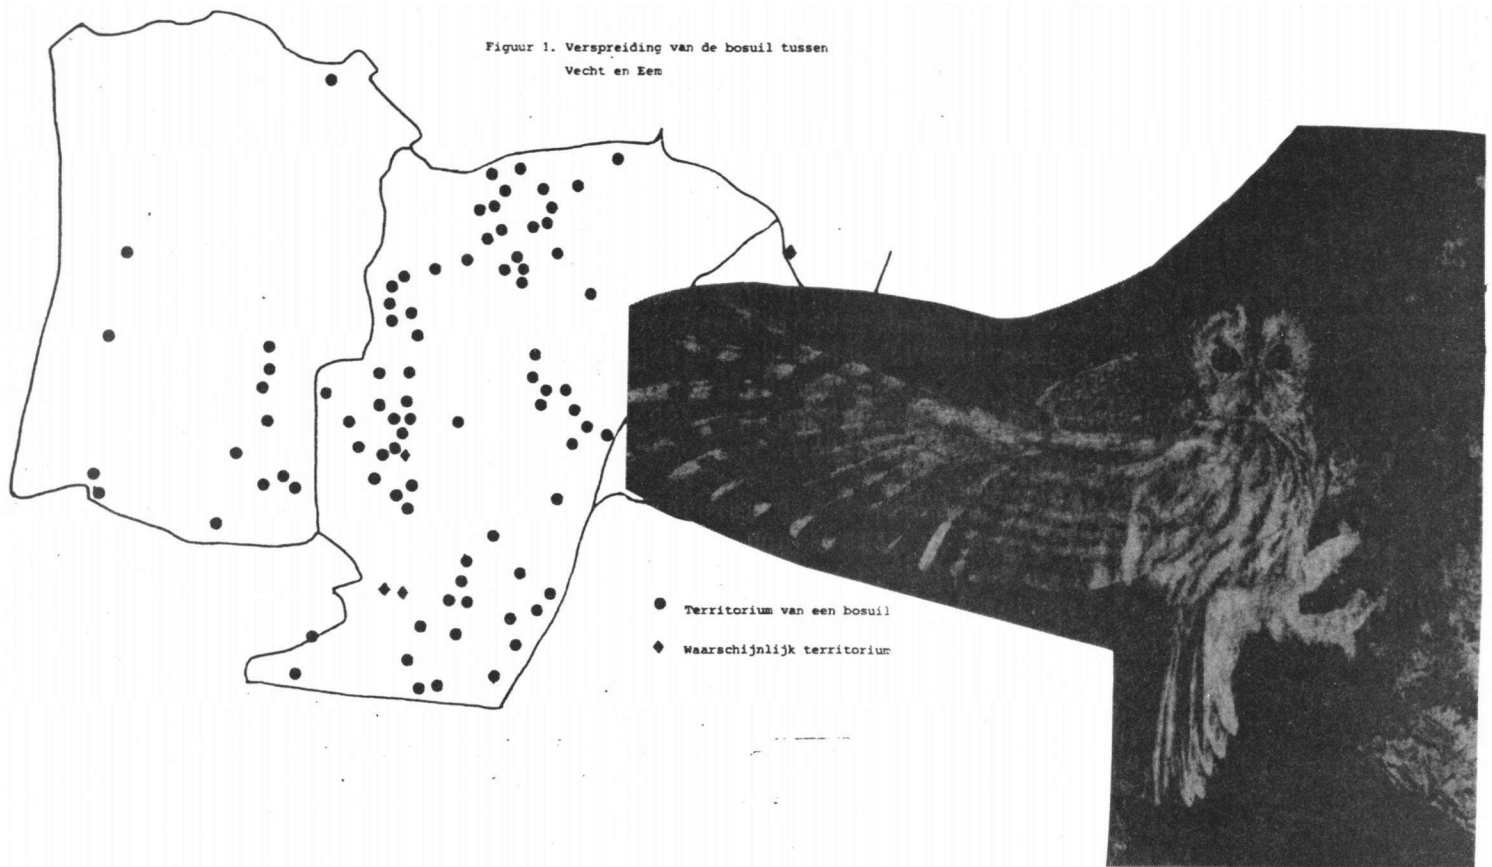 Figuur 1. Verspreiding van de bosuil tussen
Vecht en Eem
Territorium van een bosuil
Waarschijnlijk territorium